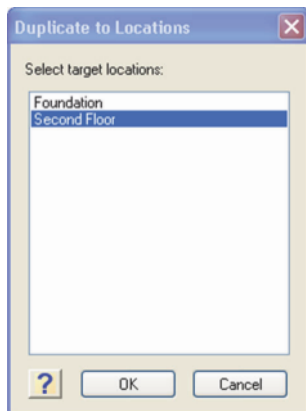 Duplicate to Locations
Select target locations:
Foundation
Second Floor
?
OK
Cancel